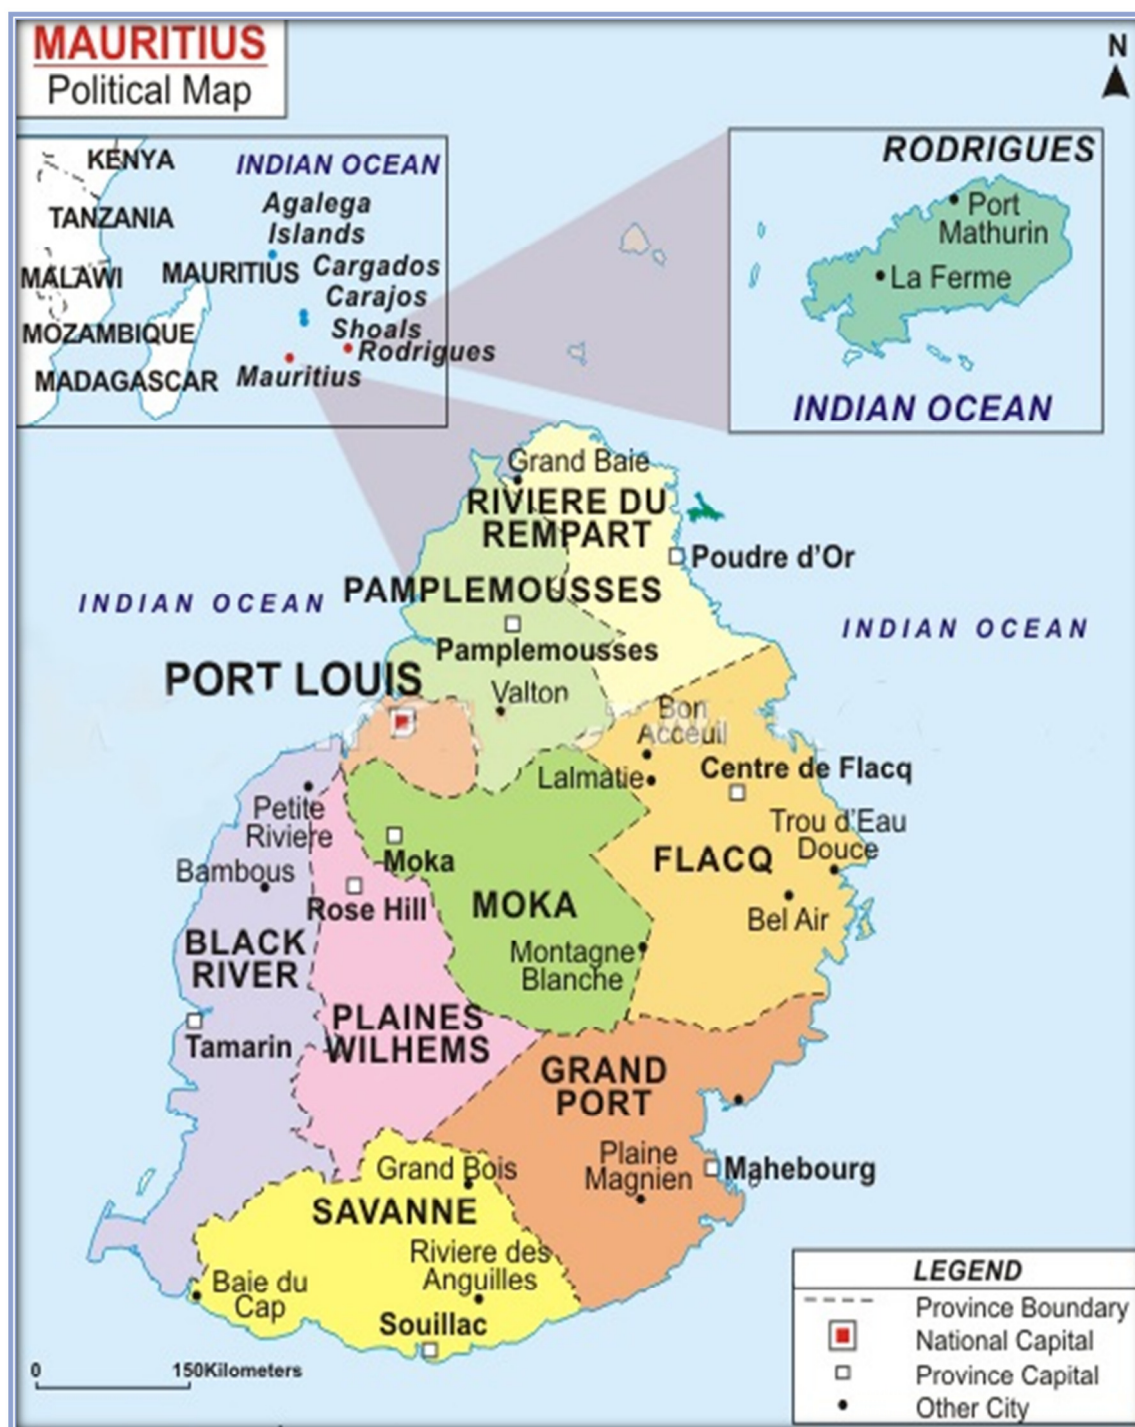 MAURITIUS
Political Map
N
KENYA
INDIAN OCEAN
TANZANIA
Agalega
Islands
MALAWI
MAURITIUS
Cargados
Carajos
Shoals
MOZAMBIQUE
Rodrigues
MADAGASCAR
Mauritius
RODRIGUES
Port
Mathurin
La Ferme
INDIAN OCEAN
Grand Baie
RIVIERE DU
REMPART
Poudre d'Or
PAMPLEMOUSSES
INDIAN OCEAN
INDIAN OCEAN
Pamplemousses
PORT LOUIS
Valton
Bon
Acceuil
Lalmatie
Centre de Flacq
Petite
Riviere
Trou d'Eau
Douce
Moka
FLACQ
Bambous
Rose Hill
MOKA
Bel Air
BLACK
RIVER
Montagne
Blanche
PLAINES
WILHEMS
Tamarin
GRAND
PORT
Plaine
Magnien
Mahebourg
Grand Bois
SAVANNE
Riviere des
Anguilles
Baie du
Cap
Souillac
0 150Kilometers
LEGEND
Province Boundary
National Capital
Province Capital
Other City